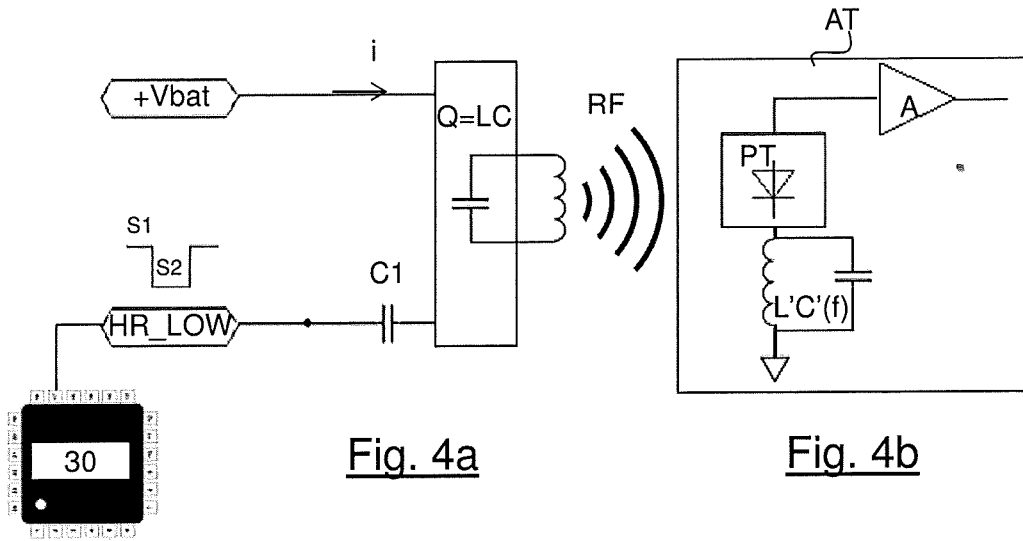 AT
i
+Vbat
Q=LC
RF
A
PT
S1
S2
C1
HR_LOW
L'C'(f)
30
Fig. 4a
Fig. 4b